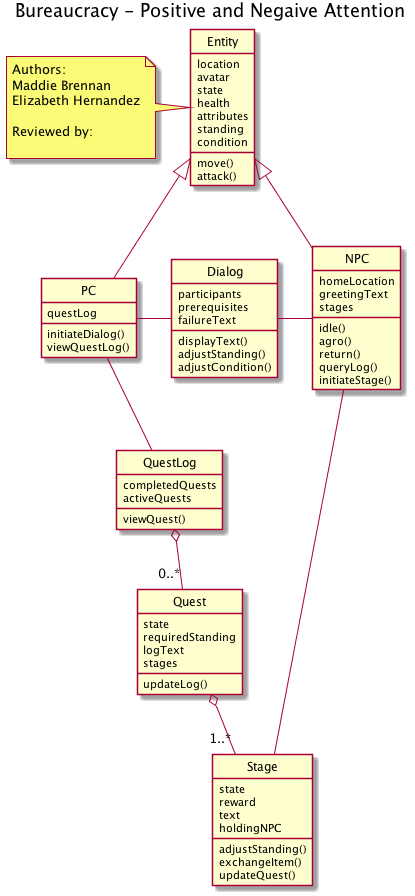 Bureaucracy - Positive and Negaive Attention
Authors:
Maddie Brennan
Elizabeth Hernandez
Reviewed by:
Entity
location
avatar
state
health
attributes
standing
condition
move()
attack()
PC
questLog
initiateDialog()
viewQuestLog()
Dialog
participants
prerequisites
failureText
displayText()
adjustStanding()
adjustCondition()
NPC
homeLocation
greetingText
stages
idle()
agro()
return()
queryLog()
initiateStage()
QuestLog
completedQuests
activeQuests
viewQuest()
0..*
Quest
state
requiredStanding
logText
stages
updateLog()
1..*
Stage
state
reward
text
holdingNPC
adjustStanding()
exchangeItem()
updateQuest()